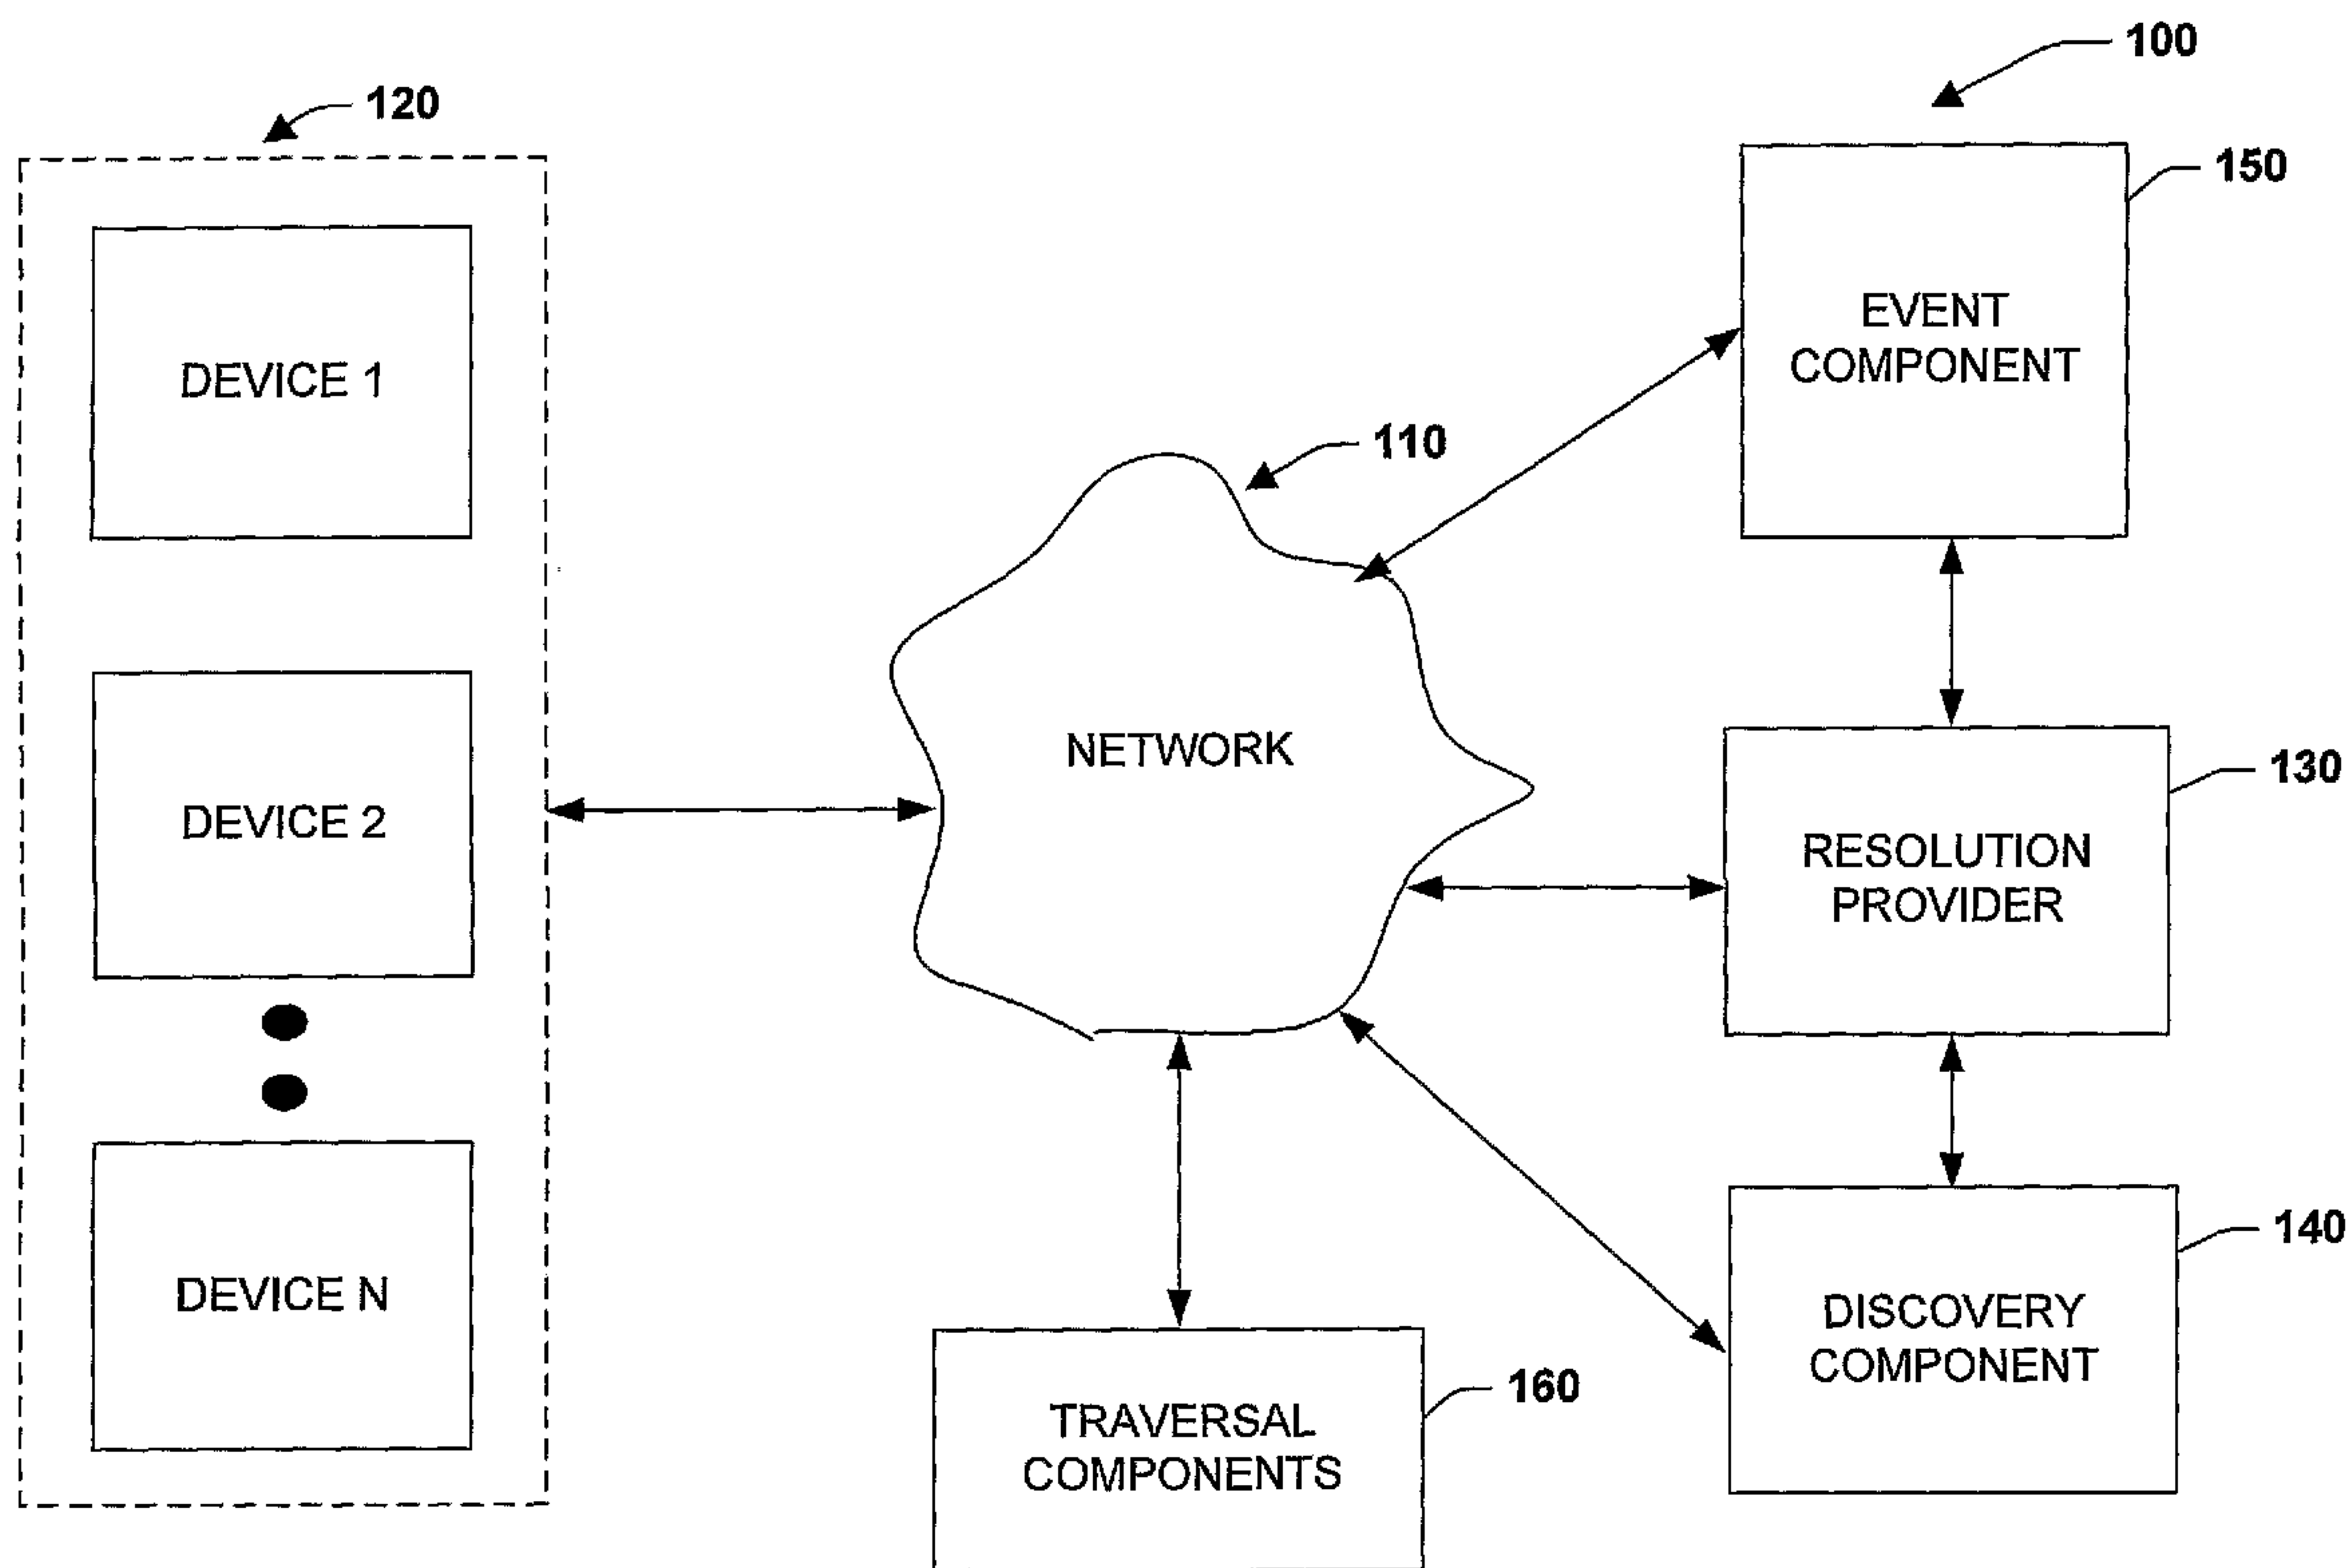 100
120
150
EVENT
COMPONENT
DEVICE 1
110
NETWORK
130
DEVICE 2
RESOLUTION
PROVIDER
140
DEVICE N
DISCOVERY
COMPONENT
160
TRAVERSAL
COMPONENTS